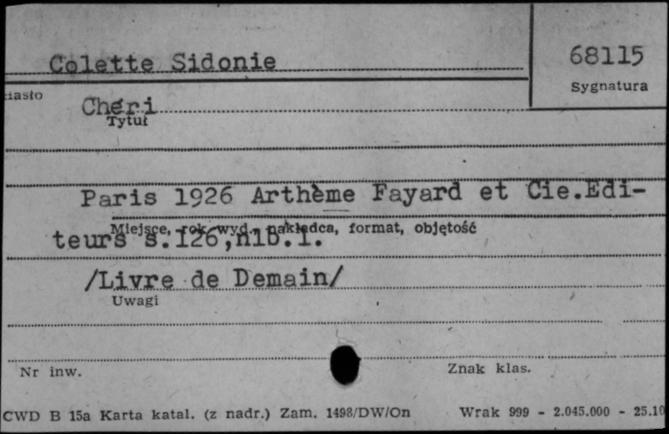 Colette Sidonie
68115
Sygnatura
Hasło
Chéri
Tytuł
Paris 1926 Arthème Fayard et Cie.Edi-
Miejsce, rok wyd., nakładca, format, objętość
teurs s.126,nlb.1.
/Livre de Demain/
Uwagi
Nr inw.
Znak klas.
CWD B 15a Karta katal. (z nadr.) Zam. 1498/DW/On Wrak 999 - 2.045.000 - 25.10